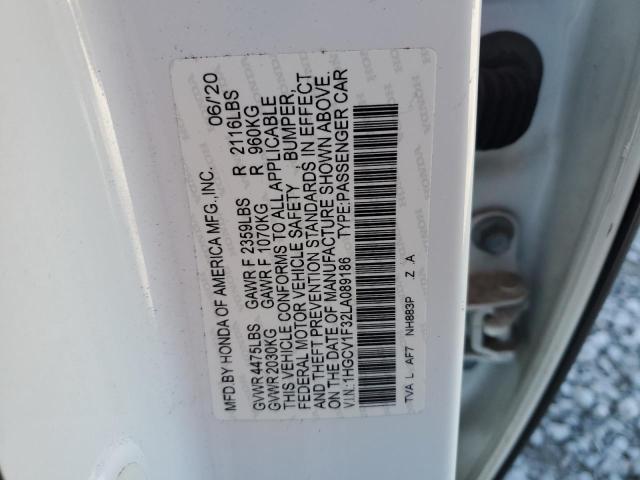 MFD.BY HONDA OF AMERICA MFG.,INC. 06/'20
GVWR 4475LBS GAWR F 2359LBS R 2116LBS
GVWR 2030KG GAWR F 1070KG R 960KG
THIS VEHICLE CONFORMS TO ALL APPLICABLE
FEDERAL MOTOR VEHICLE SAFETY , BUMPER,
AND THEFT PREVENTION STANDARDS IN EFFECT
ON THE DATE OF MANUFACTURE SHOWN ABOVE.
V.I.N.:1HGCV1F32LA089186 TYPE:PASSENGER CAR
TVA L AF7 NH883P Z .A